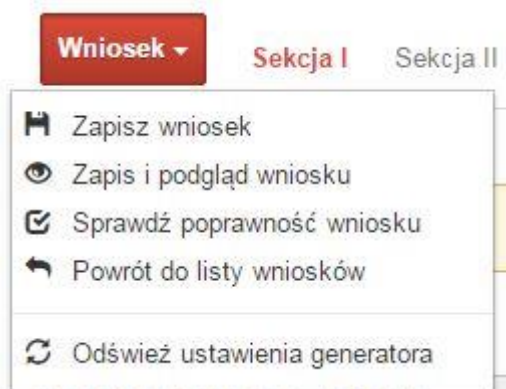 Wniosek Sekcja I Sekcja II
Zapisz wniosek
Zapis i podgląd wniosku
Sprawdź poprawność wniosku
Powrót do listy wniosków
Odśwież ustawienia generatora